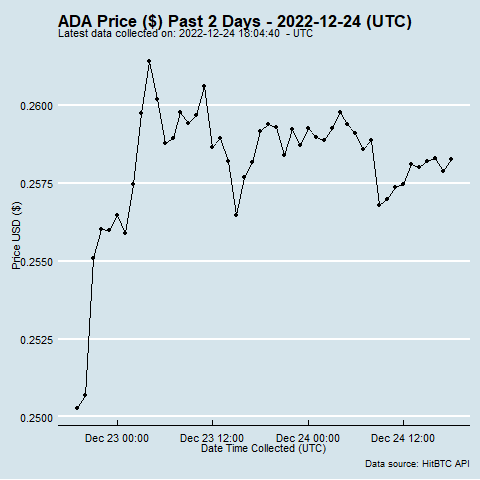 ADA Price ($) Past 2 Days - 2022-12-24 (UTC)
Latest data collected on: 2022-12-24 18:04:40 - UTC
0.2600
0.2575
0.2550
0.2525
0.2500
Price USD ($)
Dec 23 00:00 Dec 23 12:00 Dec 24 00:00 Dec 24 12:00
Date Time Collected (UTC)
Data source: HitBTC API